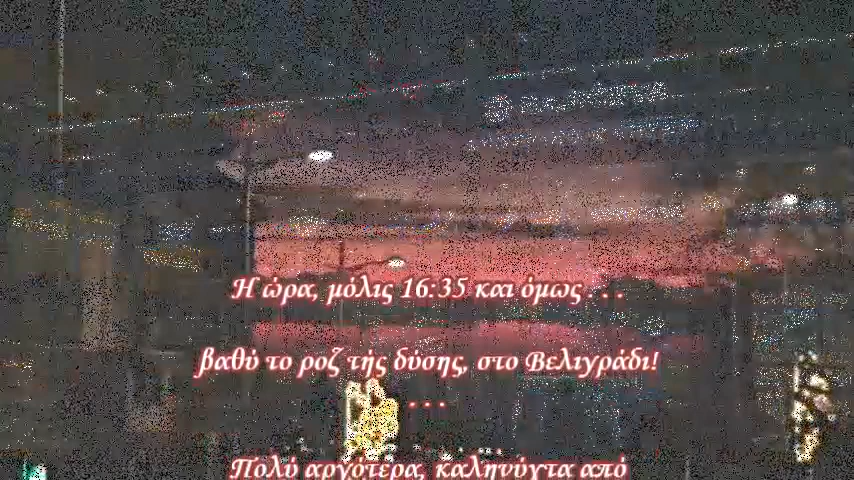 Η ώρα, μόλις 16:35 και όμως . . .
βαθύ το ροζ τής δύσης, στο Βελιγράδι!
. . .
Πολύ αργότερα, καληνύχτα από